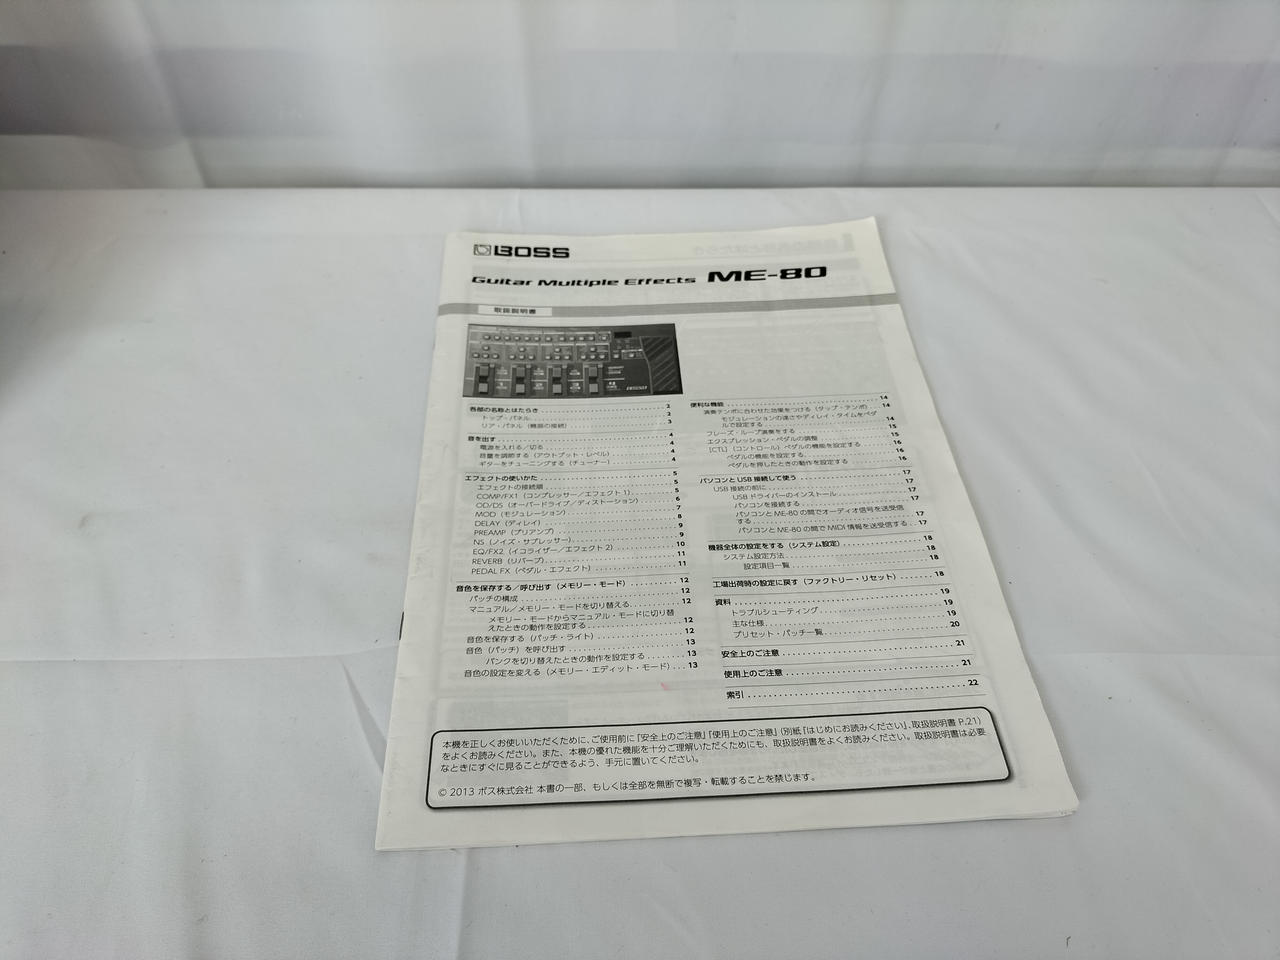 BOSS
Guitar Multiple Effects ME-80
取扱説明書
各部の名称とはたらき 2
トップ・パネル 2
リア・パネル（機器の接続） 3
音を出す 4
電源を入れる／切る 4
音量を調節する（アウトプット・レベル） 4
ギターをチューニングする（チューナー） 4
エフェクトの使いかた 5
エフェクトの接続順 5
COMP/FX1（コンプレッサー／エフェクト 1） 5
OD/DS（オーバードライブ／ディストーション） 6
MOD（モジュレーション） 7
DELAY（ディレイ） 8
PREAMP（プリアンプ） 9
NS（ノイズ・サプレッサー） 9
EQ/FX2（イコライザー／エフェクト 2） 10
REVERB（リバーブ） 11
PEDAL FX（ペダル・エフェクト） 11
音色を保存する／呼び出す（メモリー・モード） 12
パッチの構成 12
マニュアル／メモリー・モードを切り替える 12
メモリー・モードからマニュアル・モードに切り替
えたときの動作を設定する 12
音色を保存する（パッチ・ライト） 12
音色（パッチ）を呼び出す 13
バンクを切り替えたときの動作を設定する 13
音色の設定を変える（メモリー・エディット・モード） 13
便利な機能 14
演奏テンポに合わせた効果をつける（タップ・テンポ） 14
モジュレーションの速さやディレイ・タイムをペダ
ルで設定する 14
フレーズ・ループ演奏をする 15
エクスプレッション・ペダルの調整 15
［CTL］（コントロール）ペダルの機能を設定する 16
ペダルの機能を設定する 16
ペダルを押したときの動作を設定する 16
パソコンと USB 接続して使う 17
USB 接続の前に 17
USB ドライバーのインストール 17
パソコンを接続する 17
パソコンと ME-80 の間でオーディオ信号を送受信
する 17
パソコンと ME-80 の間で MIDI 情報を送受信する 17
機器全体の設定をする（システム設定） 18
システム設定方法 18
設定項目一覧 18
工場出荷時の設定に戻す（ファクトリー・リセット） 18
資料 19
トラブルシューティング 19
主な仕様 19
プリセット・パッチ一覧 20
安全上のご注意 21
使用上のご注意 21
索引 22
本機を正しくお使いいただくために、ご使用前に「安全上のご注意」「使用上のご注意」（別紙「はじめにお読みください」、取扱説明書 P.21）
をよくお読みください。また、本機の優れた機能を十分ご理解いただくためにも、取扱説明書をよくお読みください。取扱説明書は必要
なときにすぐに見ることができるよう、手元に置いてください。
© 2013 ボス株式会社 本書の一部、もしくは全部を無断で複写・転載することを禁じます。